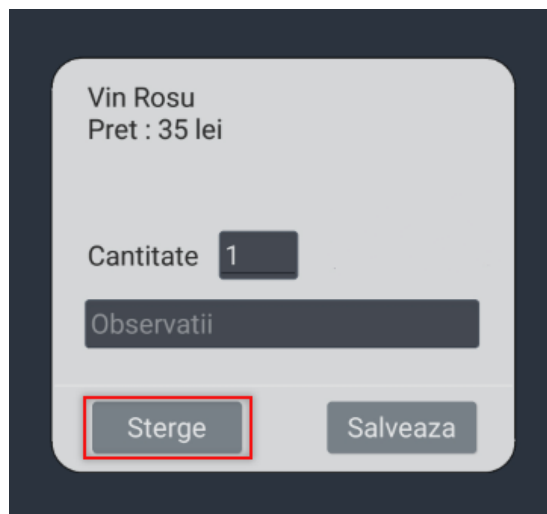 Vin Rosu
Pret : 35 lei
Cantitate 1
Observatii
Sterge Salveaza